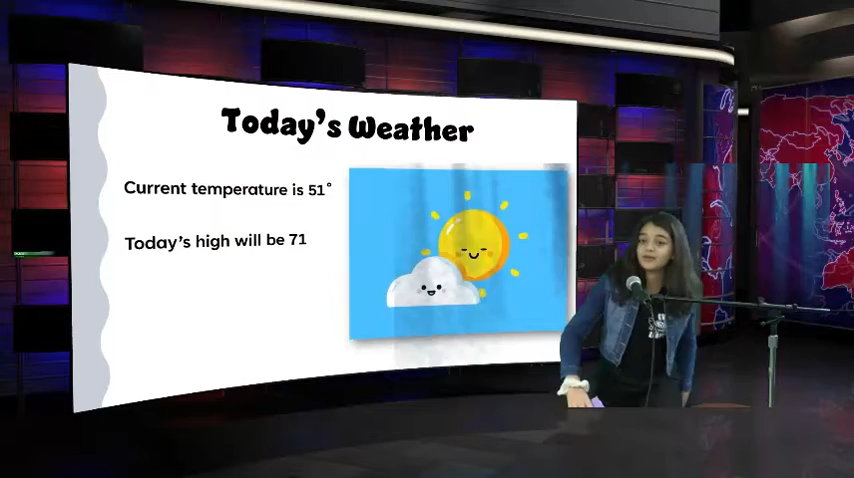 Today's Weather
Current temperature is 51°
Today's high will be 71